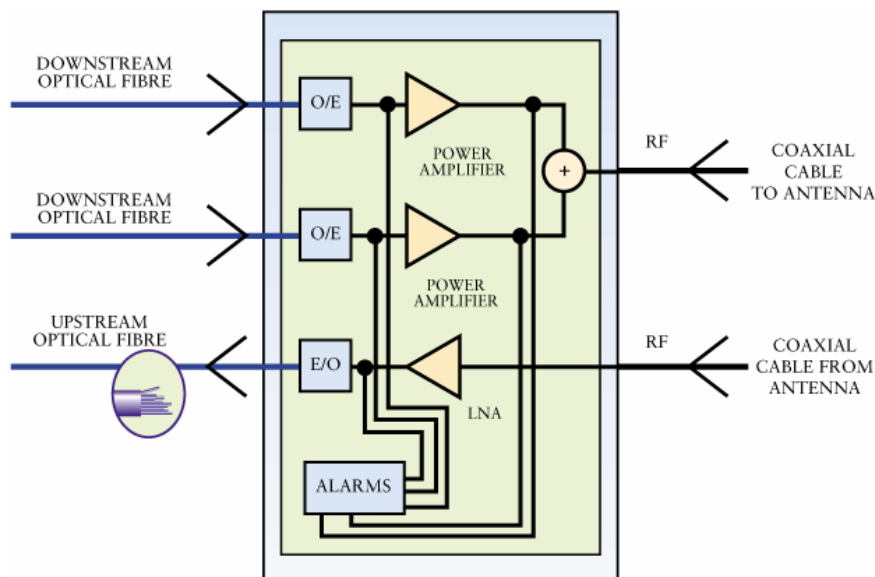 DOWNSTREAM
OPTICAL FIBRE
O/E
POWER
AMPLIFIER
+
RF
COAXIAL
CABLE
TO ANTENNA
DOWNSTREAM
OPTICAL FIBRE
O/E
POWER
AMPLIFIER
UPSTREAM
OPTICAL FIBRE
E/O
LNA
RF
COAXIAL
CABLE FROM
ANTENNA
ALARMS